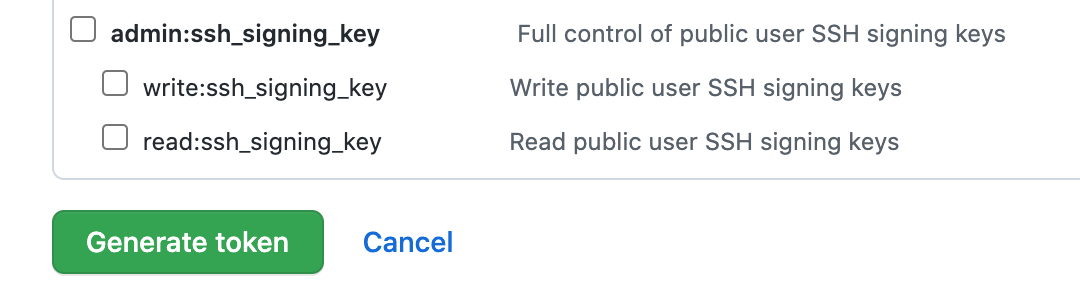 admin:ssh_signing_key Full control of public user SSH signing keys
write:ssh_signing_key Write public user SSH signing keys
read:ssh_signing_key Read public user SSH signing keys
Generate token Cancel